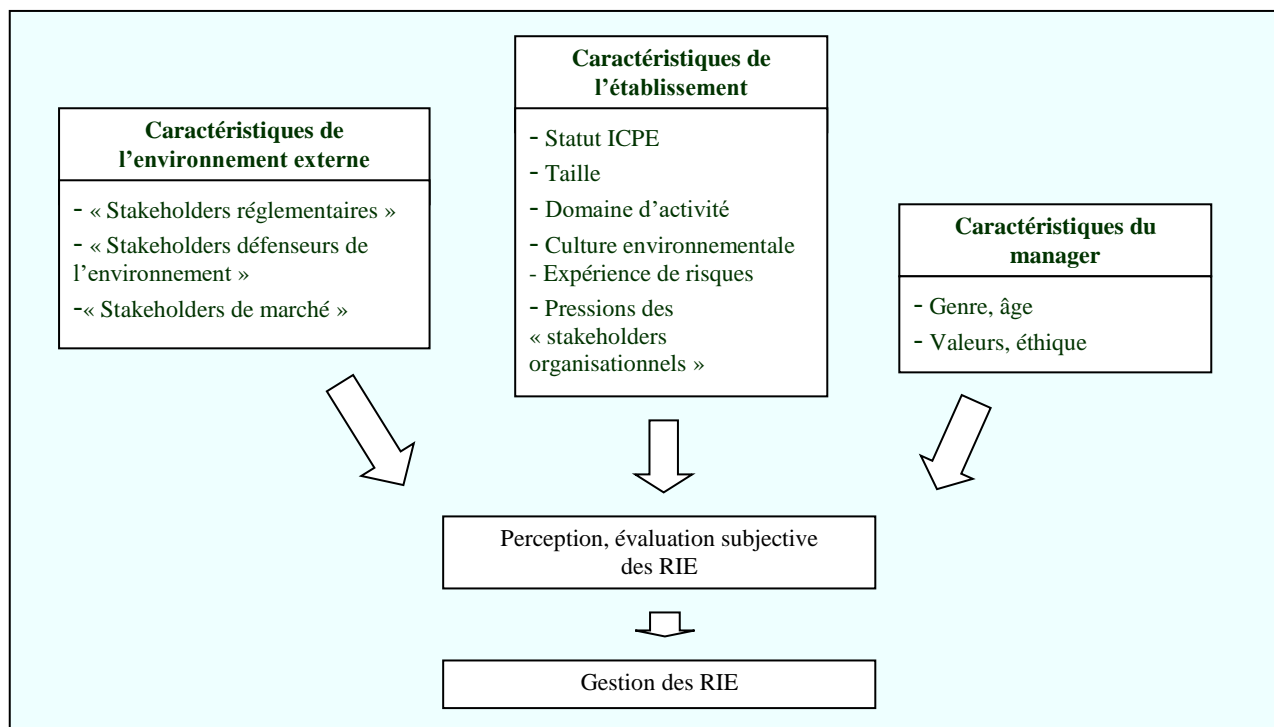 Caractéristiques de
l’environnement externe
- « Stakeholders réglementaires »
- « Stakeholders défenseurs de
l’environnement »
-« Stakeholders de marché »
Caractéristiques de
l’établissement
- Statut ICPE
- Taille
- Domaine d’activité
- Culture environnementale
- Expérience de risques
- Pressions des
« stakeholders
organisationnels »
Caractéristiques du
manager
- Genre, âge
- Valeurs, éthique
Perception, évaluation subjective
des RIE
Gestion des RIE